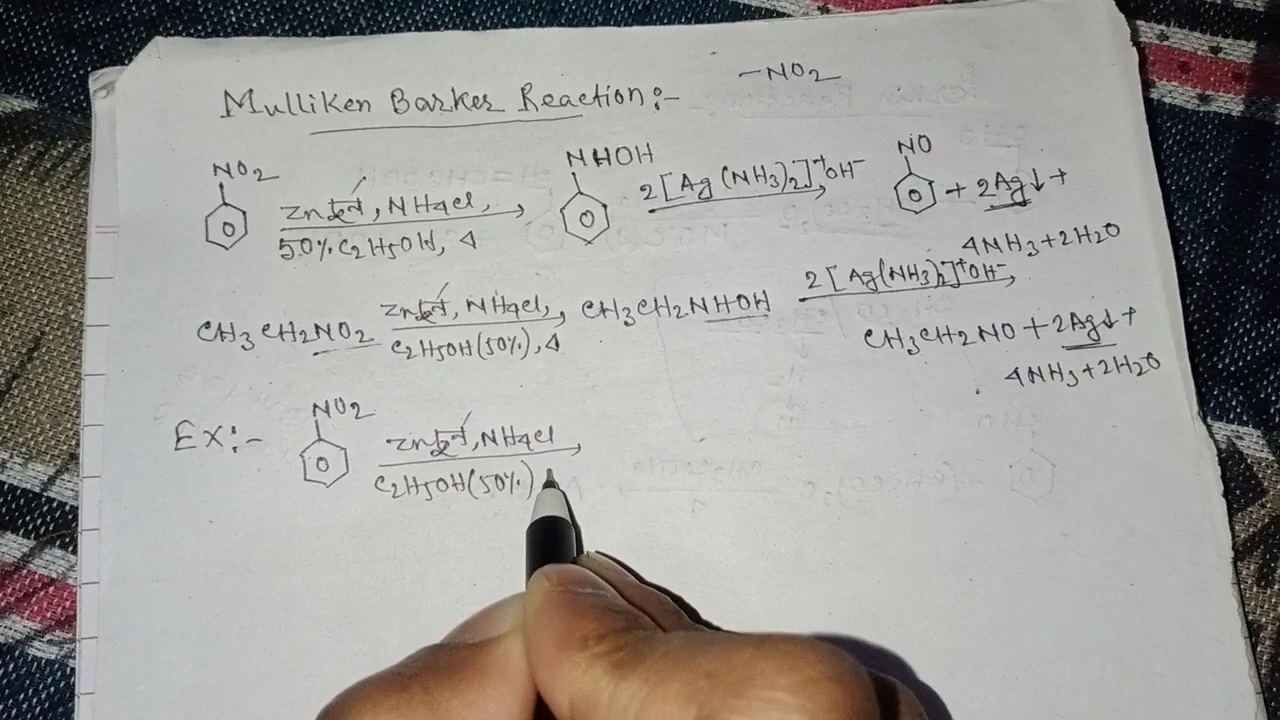 Mulliken Barker Reaction:- -NO2
NO2 NHOH NO
Zn dust, NH4Cl, 2[Ag(NH3)2]+OH- + 2Ag↓ +
50% C2H5OH, Δ 4NH3+2H2O
CH3CH2NO2 Zn dust, NH4Cl, CH3CH2NHOH 2[Ag(NH3)2]+OH-
C2H5OH(50%), Δ CH3CH2NO + 2Ag↓ +
4NH3+2H2O
EX:- NO2 Zn dust, NH4Cl
C2H5OH(50%)